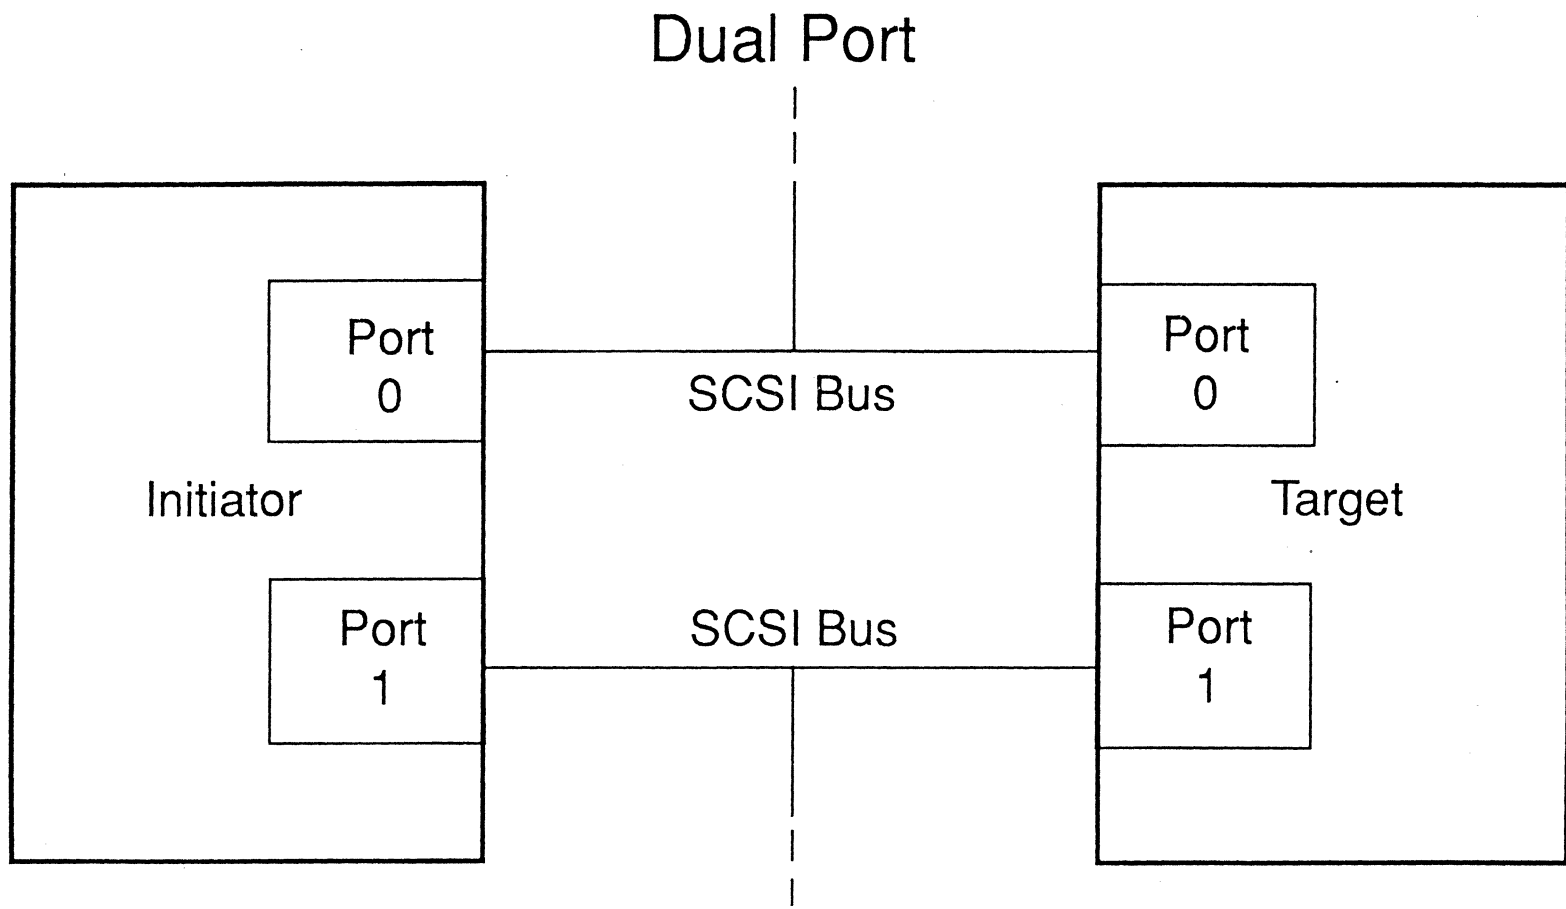 Dual Port
Port
0
Port
0
SCSI Bus
Initiator
Target
SCSI Bus
Port
1
Port
1